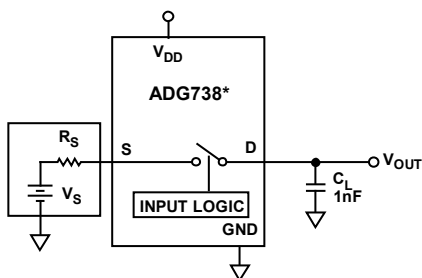 V_DD
ADG738*
R_S
S
D
V_OUT
V_S
C_L
1nF
INPUT LOGIC
GND